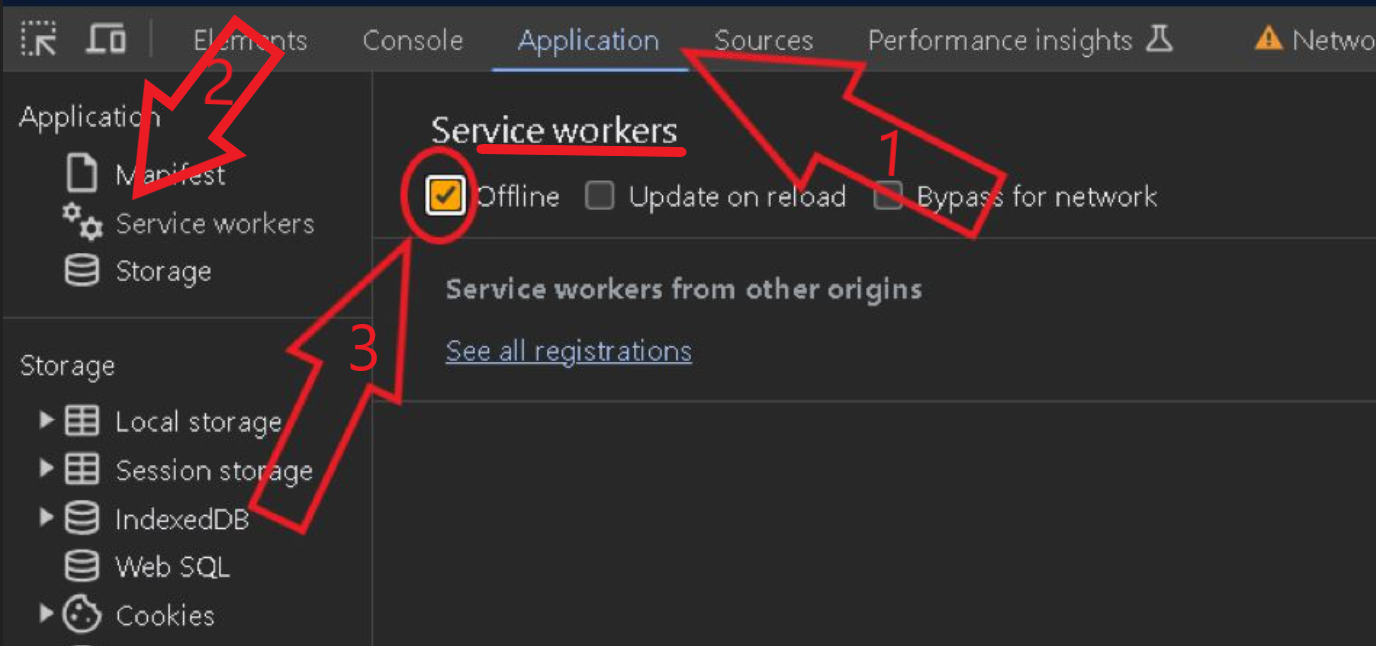 Elements Console Application Sources Performance insights Netwo
2
1
3
Application
Manifest
Service workers
Storage
Storage
Local storage
Session storage
IndexedDB
Web SQL
Cookies
Service workers
Offline Update on reload Bypass for network
Service workers from other origins
See all registrations